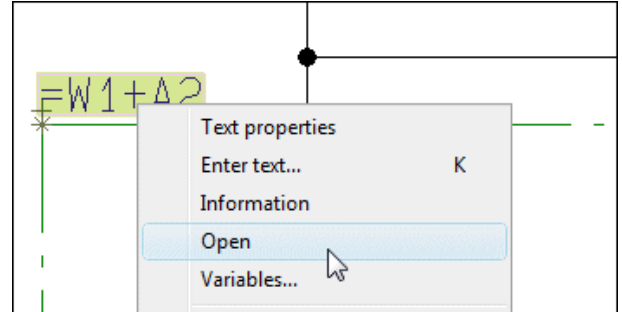 =W1+A2
Text properties
Enter text... K
Information
Open
Variables...